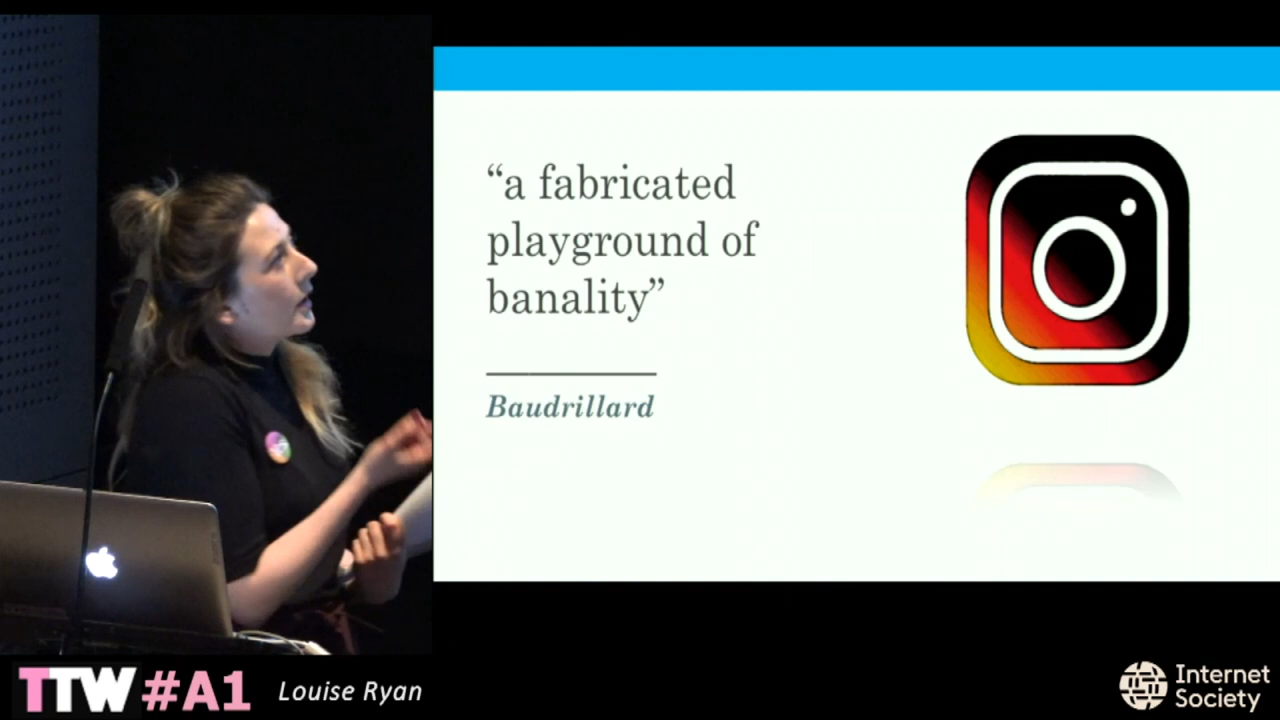 “a fabricated
playground of
banality”
Baudrillard
TTW #A1
Louise Ryan
Internet
Society